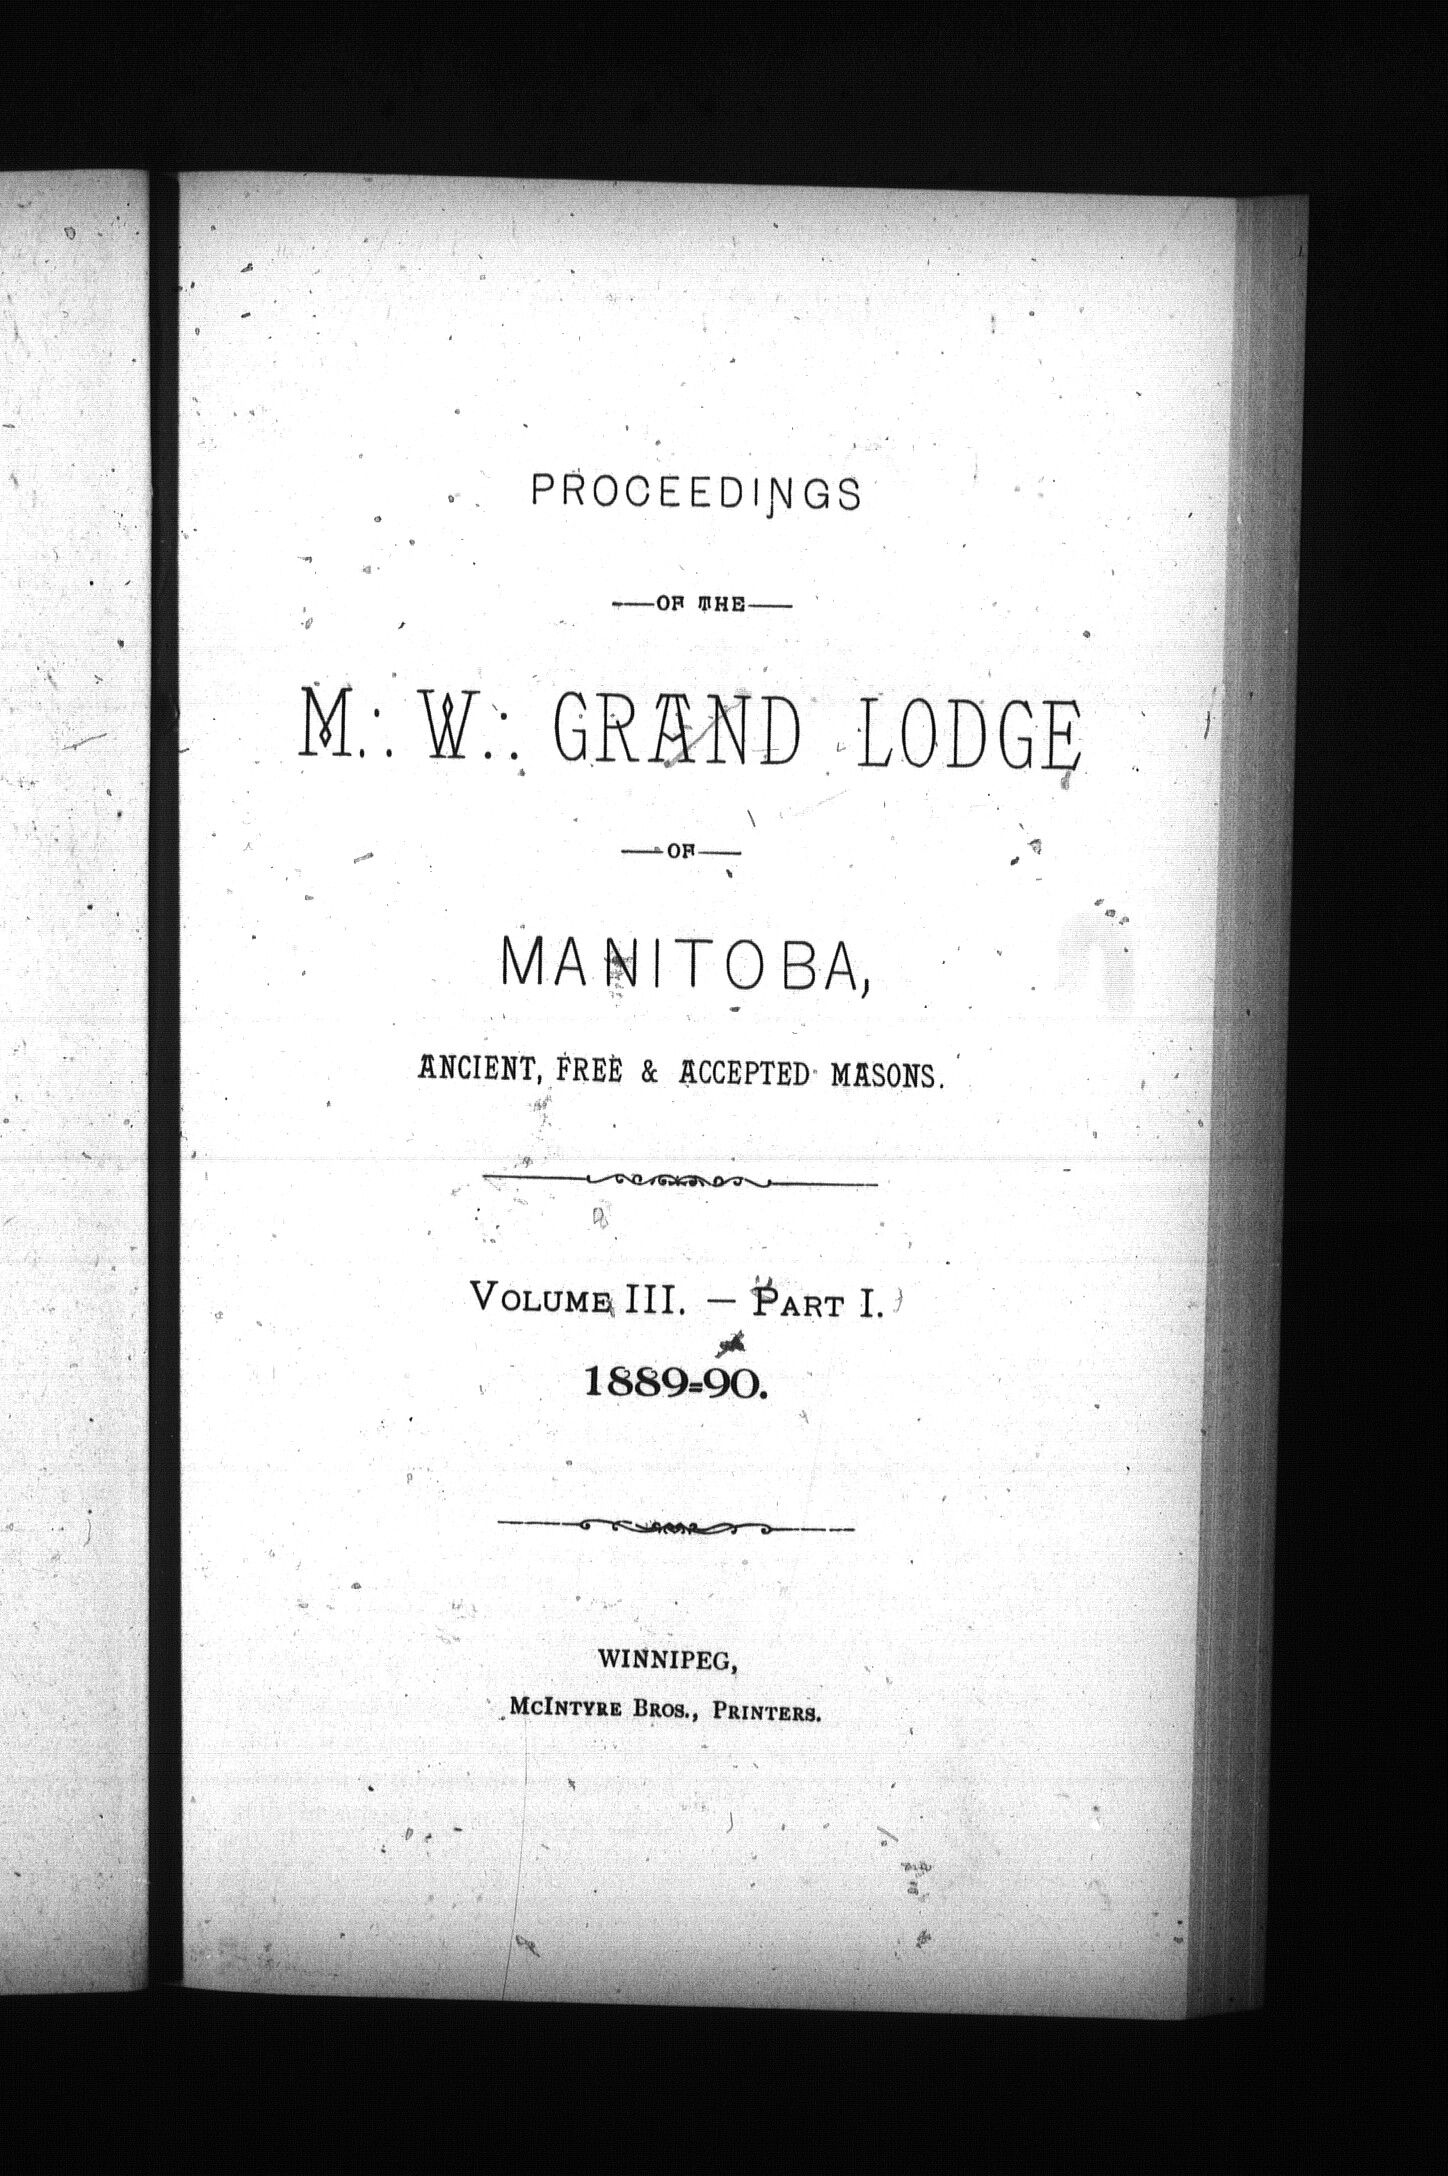 PROCEEDINGS
—OF THE—
M.: W.: GRAND LODGE
—OF—
MANITOBA,
ANCIENT, FREE & ACCEPTED MASONS.
VOLUME III. — PART I.
1889=90.
WINNIPEG,
MCINTYRE BROS., PRINTERS.